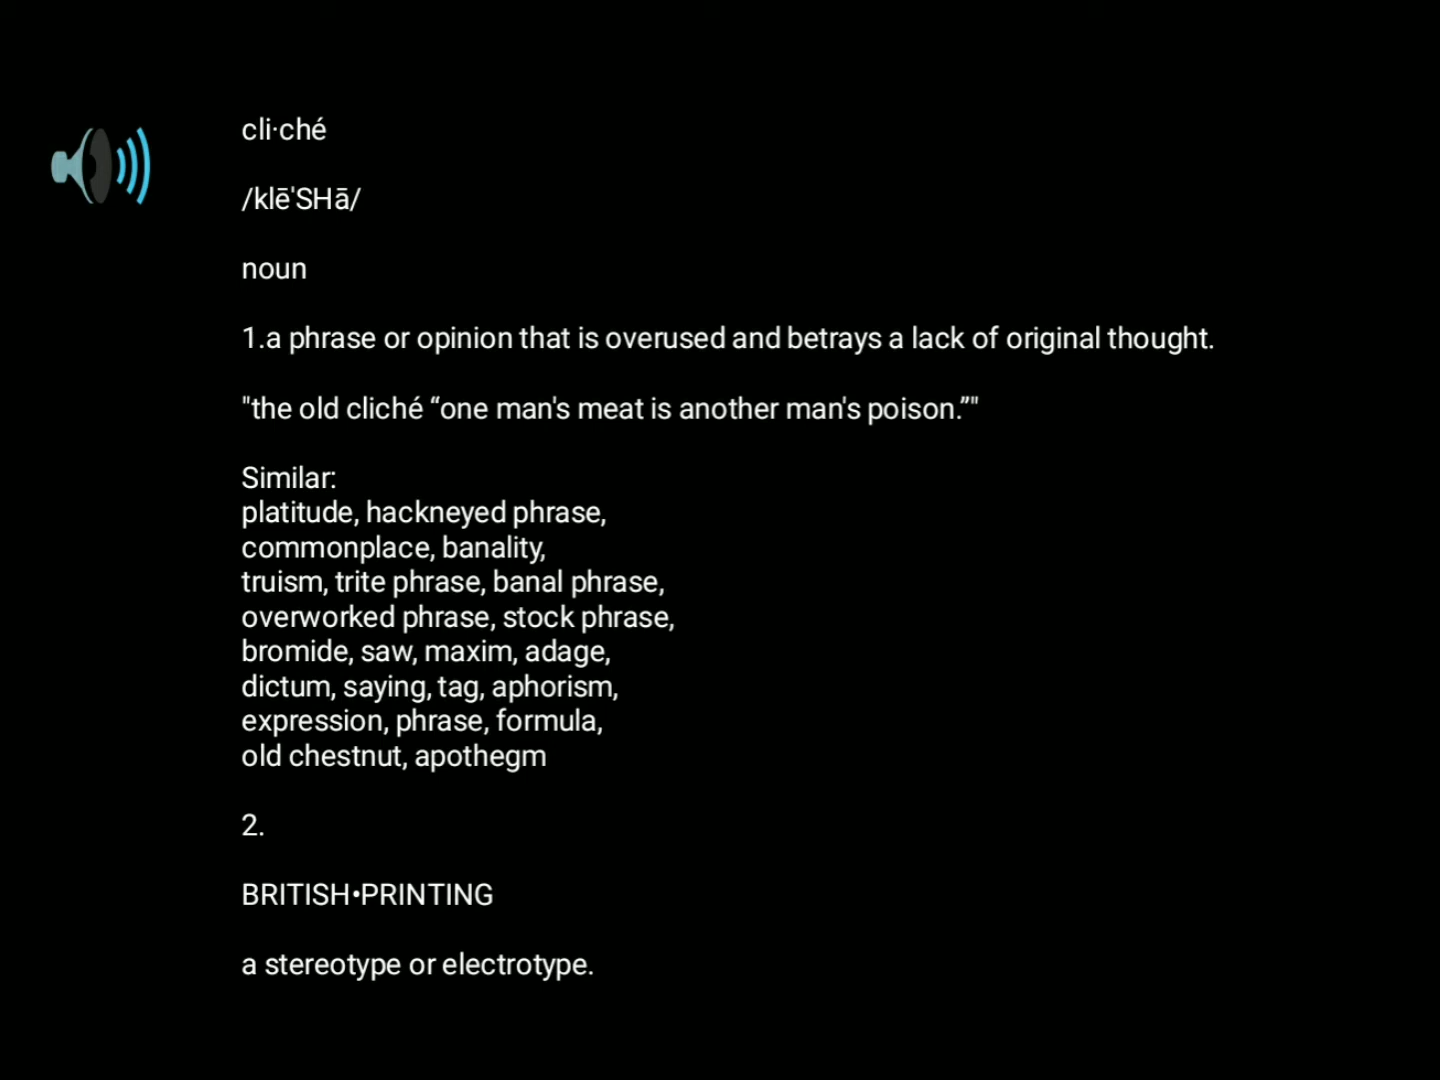 cli·ché
/klēˈSHā/
noun
1.a phrase or opinion that is overused and betrays a lack of original thought.
"the old cliché “one man's meat is another man's poison.”"
Similar:
platitude, hackneyed phrase,
commonplace, banality,
truism, trite phrase, banal phrase,
overworked phrase, stock phrase,
bromide, saw, maxim, adage,
dictum, saying, tag, aphorism,
expression, phrase, formula,
old chestnut, apothegm
2.
BRITISH•PRINTING
a stereotype or electrotype.